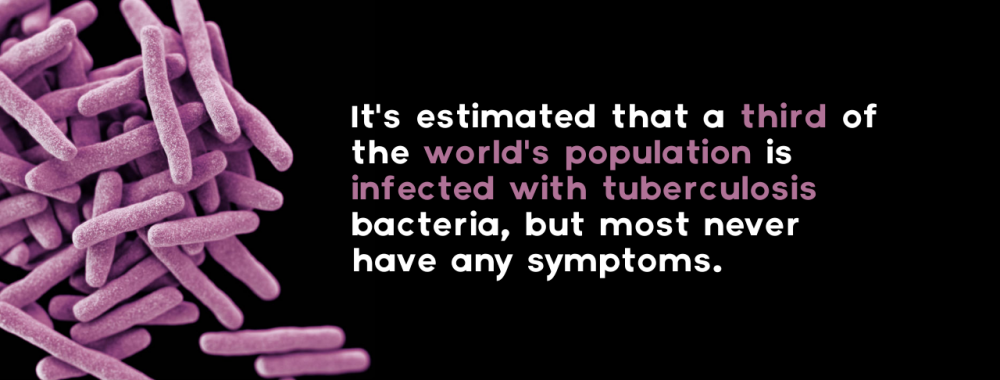 It's estimated that a third of
the world's population is
infected with tuberculosis
bacteria, but most never
have any symptoms.